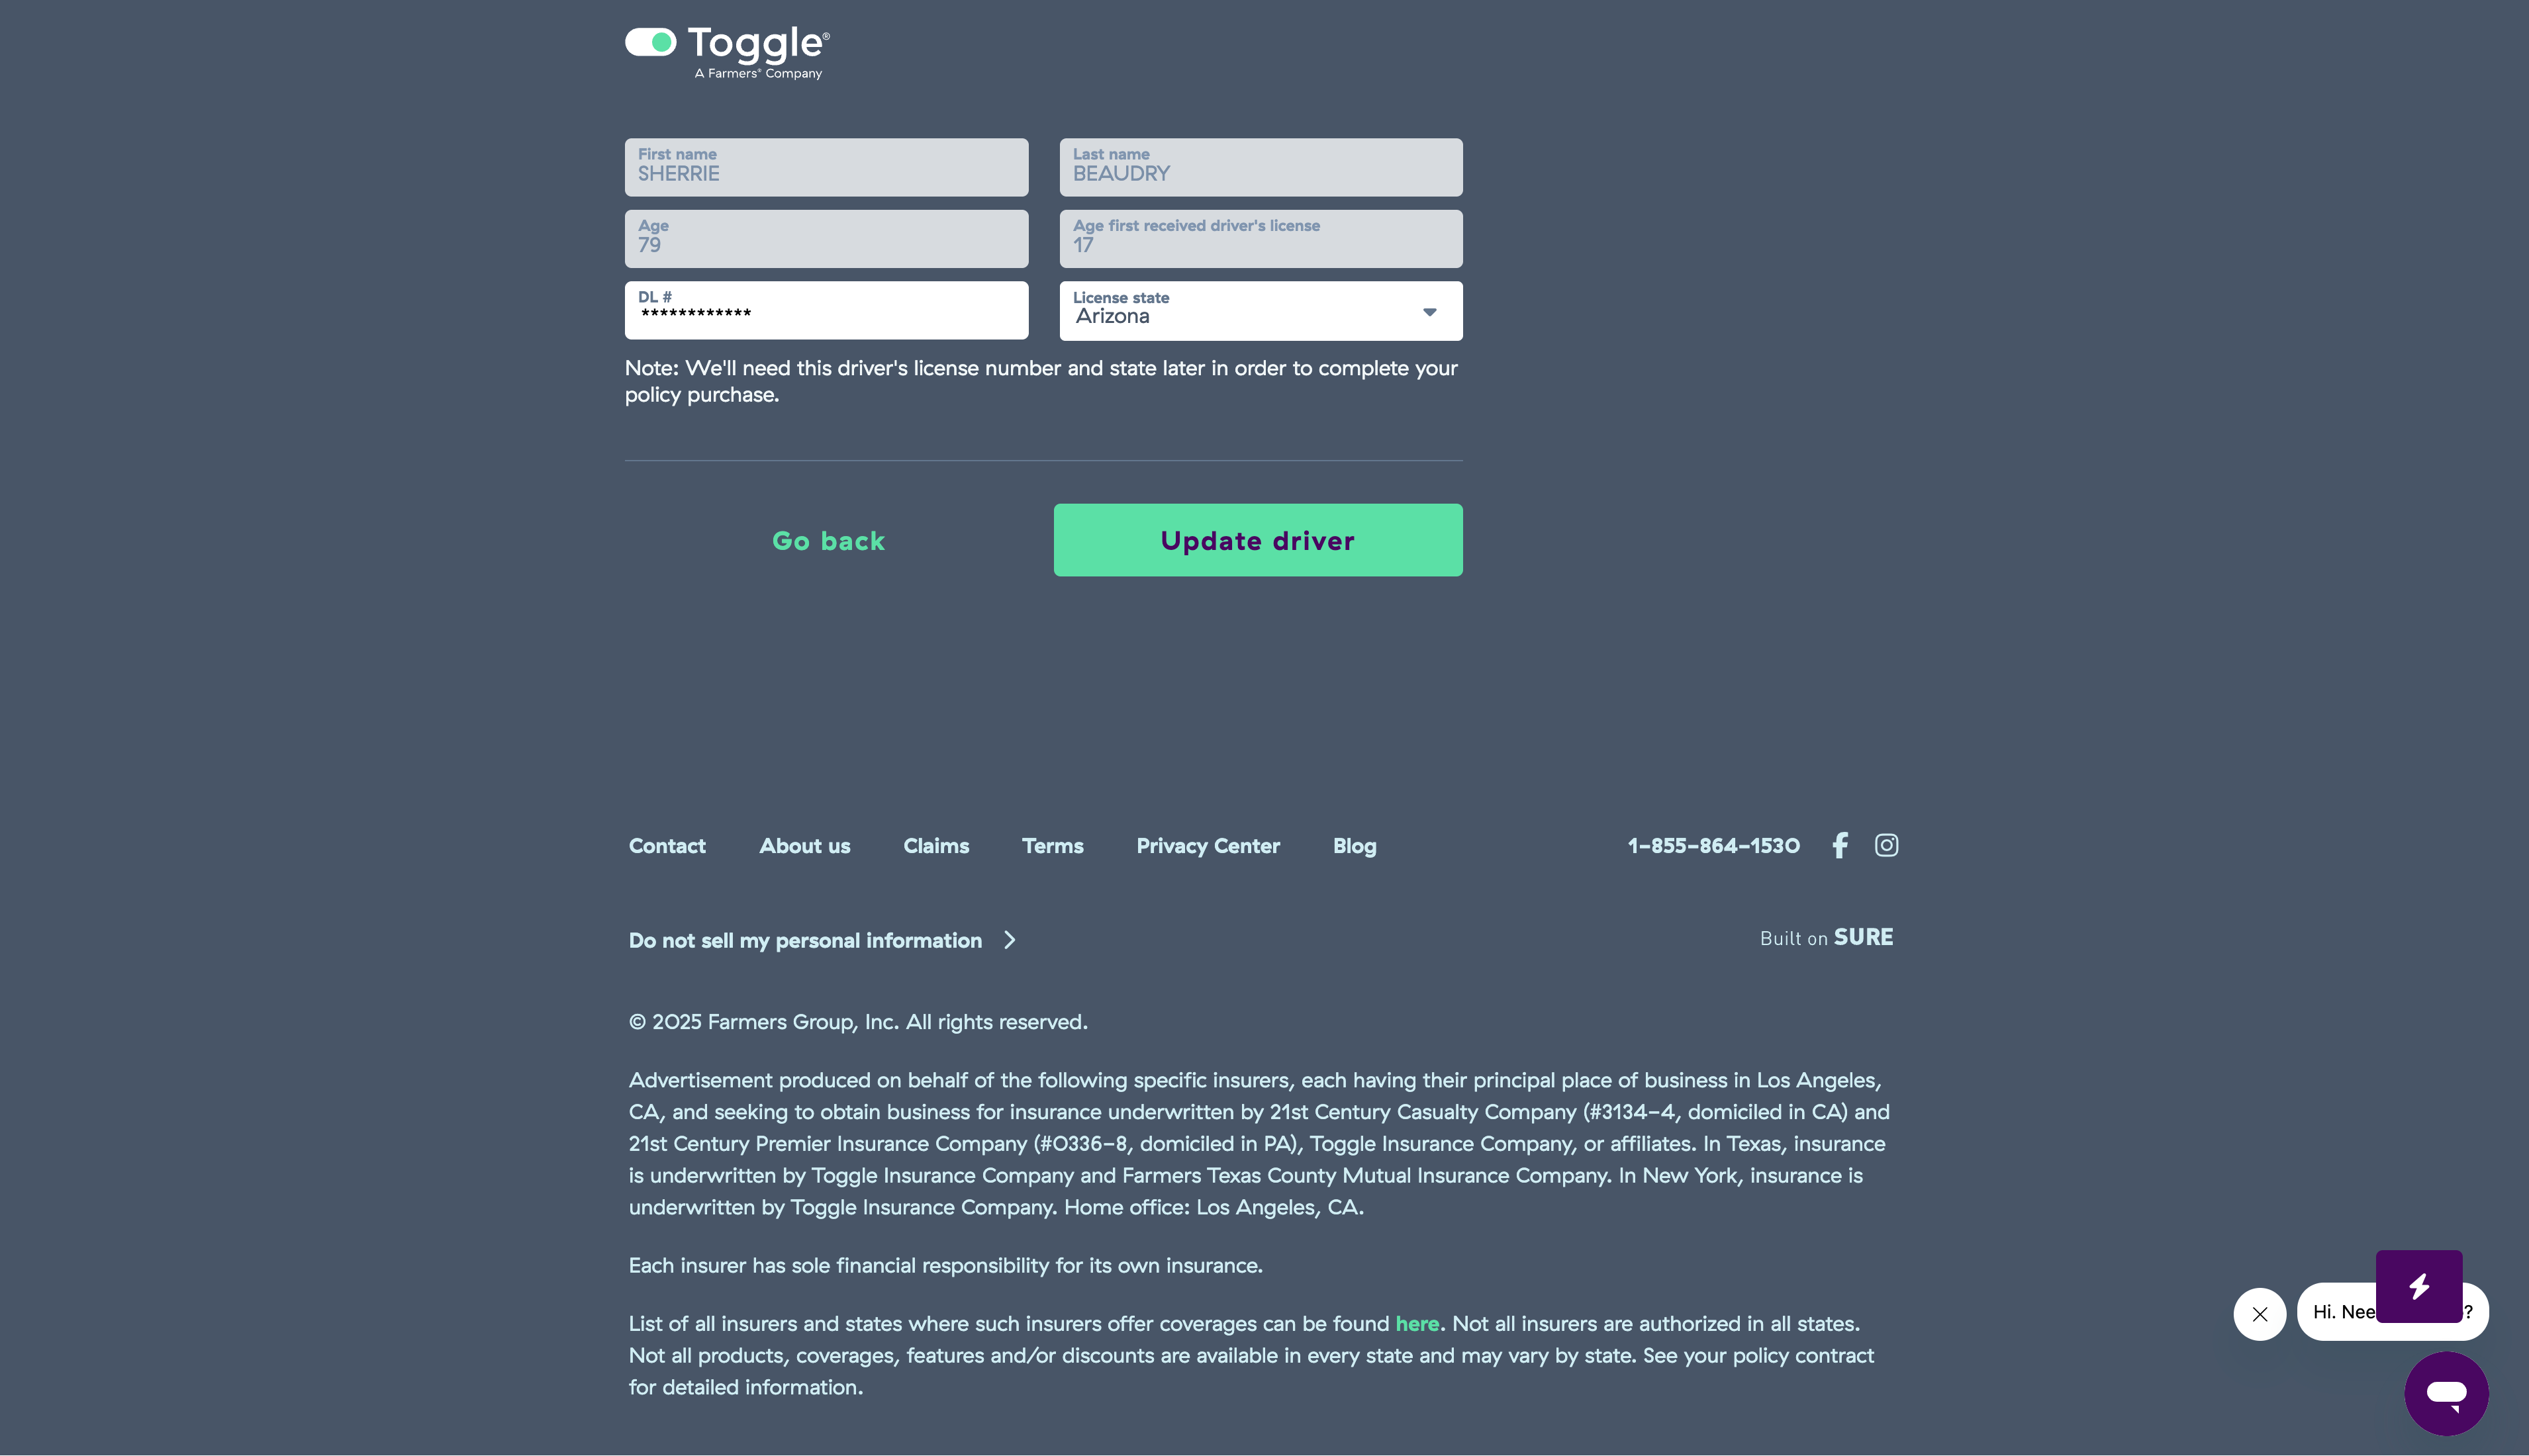 Toggle®
A Farmers® Company
First name
SHERRIE
Last name
BEAUDRY
Age
79
Age first received driver's license
17
DL #
************
License state
Arizona
Note: We'll need this driver's license number and state later in order to complete your
policy purchase.
Go back
Update driver
Contact
About us
Claims
Terms
Privacy Center
Blog
1-855-864-1530
Do not sell my personal information
Built on SURE
© 2025 Farmers Group, Inc. All rights reserved.
Advertisement produced on behalf of the following specific insurers, each having their principal place of business in Los Angeles,
CA, and seeking to obtain business for insurance underwritten by 21st Century Casualty Company (#3134-4, domiciled in CA) and
21st Century Premier Insurance Company (#0336-8, domiciled in PA), Toggle Insurance Company, or affiliates. In Texas, insurance
is underwritten by Toggle Insurance Company and Farmers Texas County Mutual Insurance Company. In New York, insurance is
underwritten by Toggle Insurance Company. Home office: Los Angeles, CA.
Each insurer has sole financial responsibility for its own insurance.
List of all insurers and states where such insurers offer coverages can be found here. Not all insurers are authorized in all states.
Not all products, coverages, features and/or discounts are available in every state and may vary by state. See your policy contract
for detailed information.
Hi.